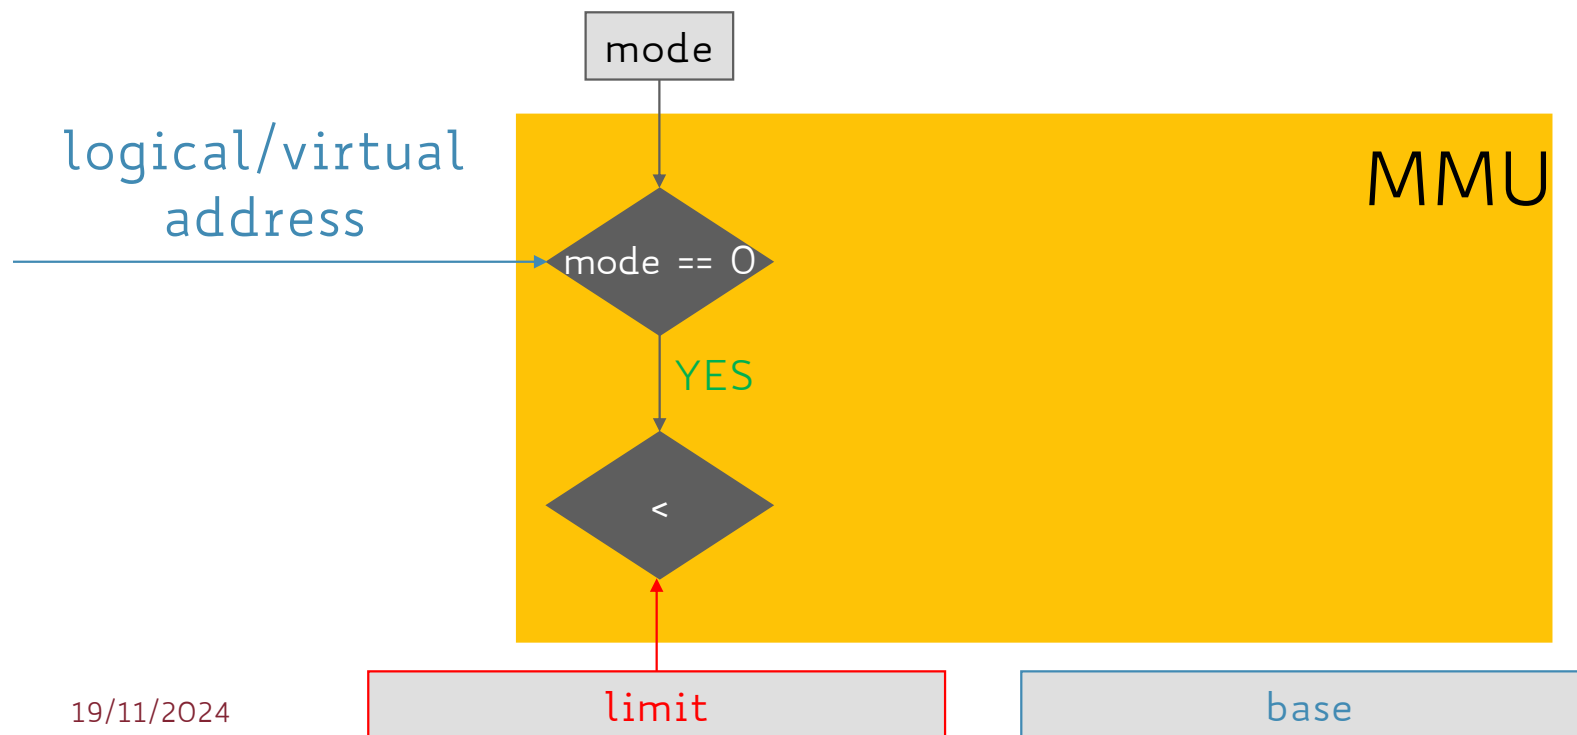 mode
logical/virtual
address
MMU
mode == 0
YES
<
limit
base
19/11/2024